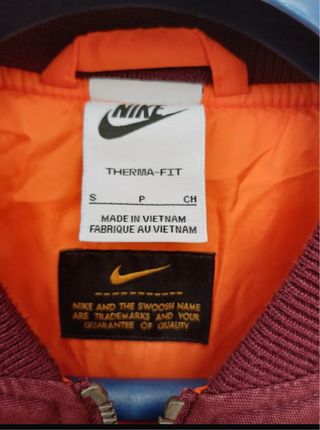 NIKE
THERMA-FIT
S P CH
MADE IN VIETNAM
FABRIQUE AU VIETNAM
NIKE AND THE SWOOSH NAME
ARE TRADEMARKS AND YOUR
GUARANTEE OF QUALITY